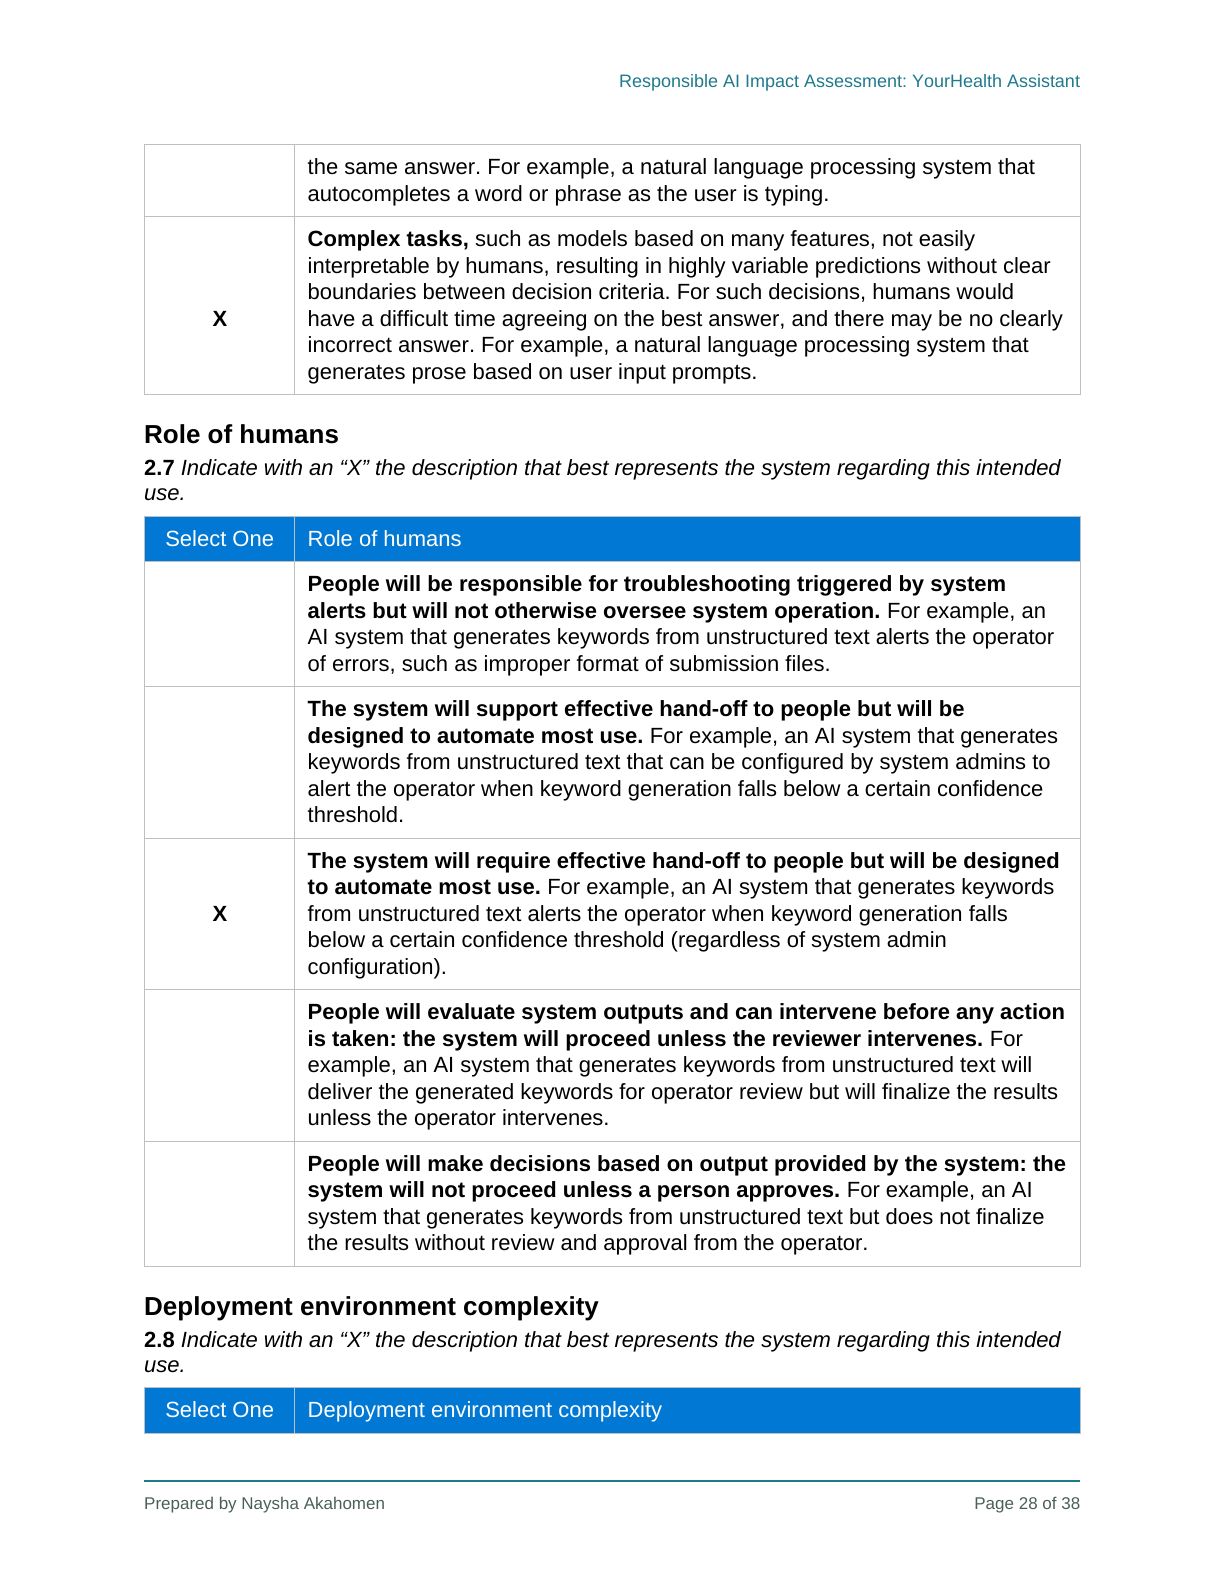 Responsible AI Impact Assessment: YourHealth Assistant
the same answer. For example, a natural language processing system that
autocompletes a word or phrase as the user is typing.
Complex tasks, such as models based on many features, not easily
interpretable by humans, resulting in highly variable predictions without clear
boundaries between decision criteria. For such decisions, humans would
X
have a difficult time agreeing on the best answer, and there may be no clearly
incorrect answer. For example, a natural language processing system that
generates prose based on user input prompts.
Role of humans
2.7 Indicate with an “X” the description that best represents the system regarding this intended
use.
Select One
Role of humans
People will be responsible for troubleshooting triggered by system
alerts but will not otherwise oversee system operation. For example, an
AI system that generates keywords from unstructured text alerts the operator
of errors, such as improper format of submission files.
The system will support effective hand-off to people but will be
designed to automate most use. For example, an AI system that generates
keywords from unstructured text that can be configured by system admins to
alert the operator when keyword generation falls below a certain confidence
threshold.
The system will require effective hand-off to people but will be designed
to automate most use. For example, an AI system that generates keywords
X
from unstructured text alerts the operator when keyword generation falls
below a certain confidence threshold (regardless of system admin
configuration).
People will evaluate system outputs and can intervene before any action
is taken: the system will proceed unless the reviewer intervenes. For
example, an AI system that generates keywords from unstructured text will
deliver the generated keywords for operator review but will finalize the results
unless the operator intervenes.
People will make decisions based on output provided by the system: the
system will not proceed unless a person approves. For example, an AI
system that generates keywords from unstructured text but does not finalize
the results without review and approval from the operator.
Deployment environment complexity
2.8 Indicate with an “X” the description that best represents the system regarding this intended
use.
Select One
Deployment environment complexity
Prepared by Naysha Akahomen
Page 28 of 38